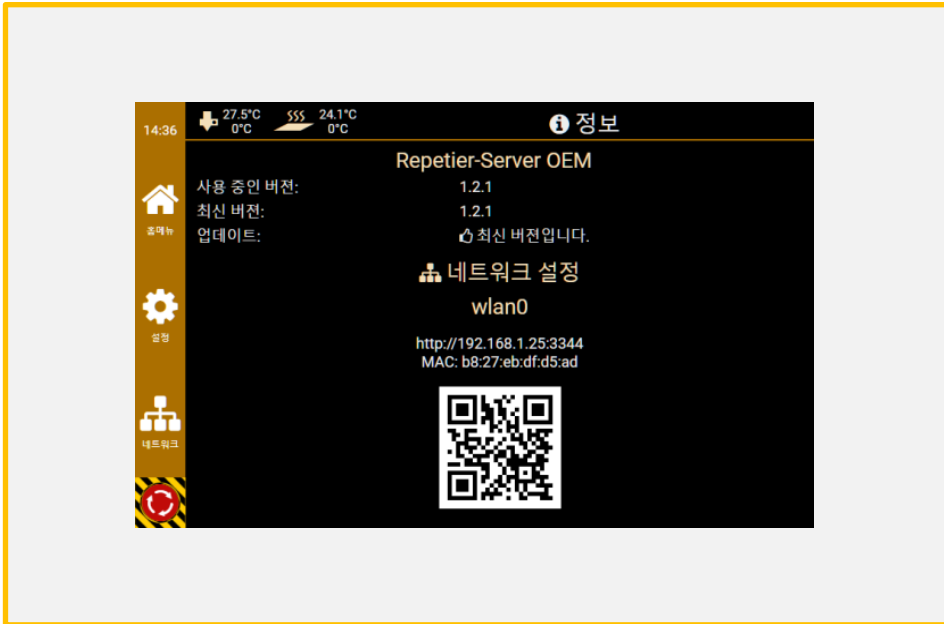 14:36
27.5°C
0°C
24.1°C
0°C
정보
Repetier-Server OEM
사용 중인 버젼: 1.2.1
최신 버젼: 1.2.1
업데이트: 최신 버젼입니다.
네트워크 설정
wlan0
http://192.168.1.25:3344
MAC: b8:27:eb:df:d5:ad
홈메뉴
설정
네트워크